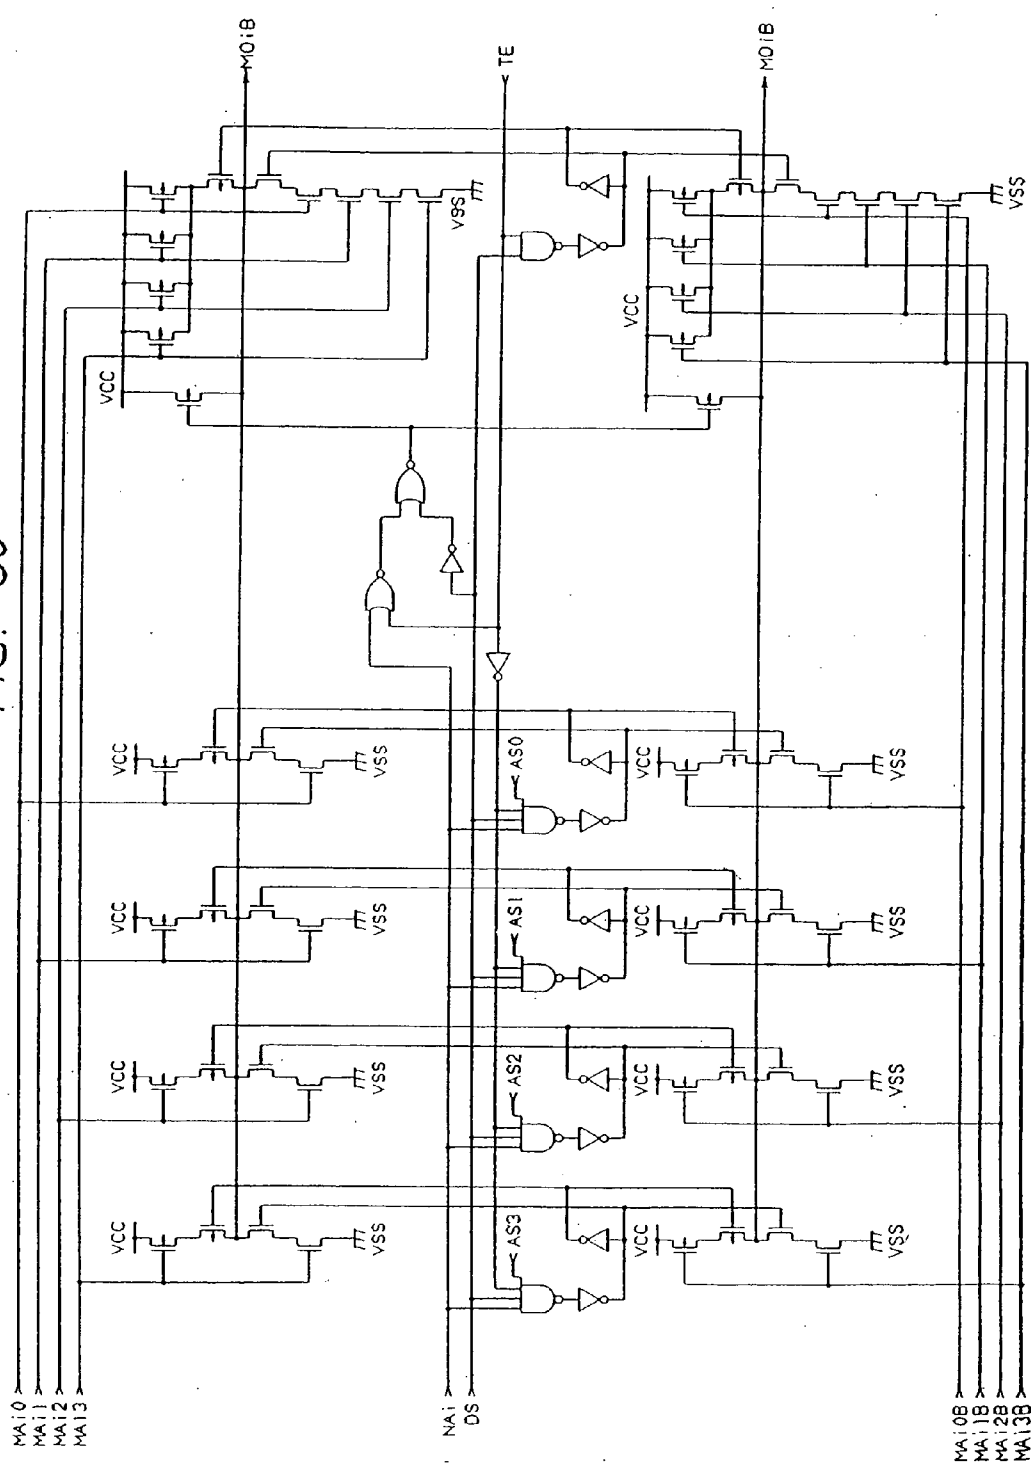 MAi0
MAi1
MAi2
MAi3
NAi
DS
MAi0B
MAi1B
MAi2B
MAi3B
VCC
VSS
AS3
VCC
VSS
VCC
VSS
AS2
VCC
VSS
VCC
VSS
AS1
VCC
VSS
VCC
VSS
AS0
VCC
VSS
VCC
VSS
VCC
VSS
MOiB
TE
MOiB